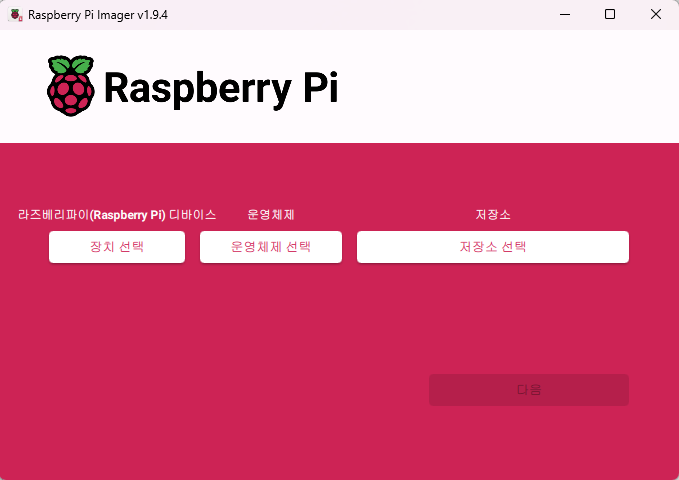 Raspberry Pi Imager v1.9.4
Raspberry Pi
라즈베리파이(Raspberry Pi) 디바이스 운영체제 저장소
장치 선택 운영체제 선택 저장소 선택
다음